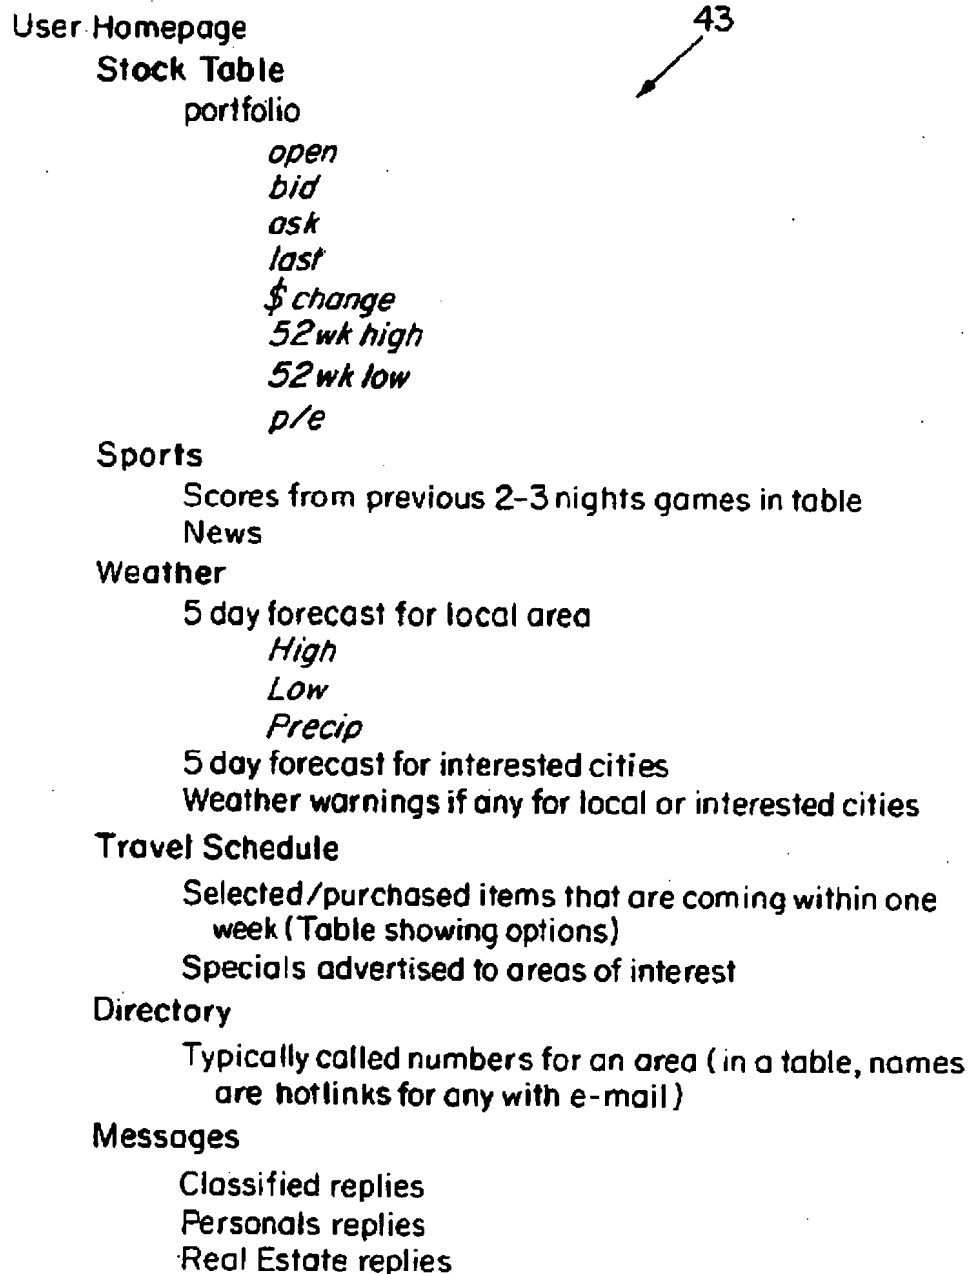 User Homepage
43
Stock Table
portfolio
open
bid
ask
last
$ change
52wk high
52wk low
p/e
Sports
Scores from previous 2-3 nights games in table
News
Weather
5 day forecast for local area
High
Low
Precip
5 day forecast for interested cities
Weather warnings if any for local or interested cities
Travel Schedule
Selected/purchased items that are coming within one
week (Table showing options)
Specials advertised to areas of interest
Directory
Typically called numbers for an area (in a table, names
are hotlinks for any with e-mail)
Messages
Classified replies
Personals replies
Real Estate replies